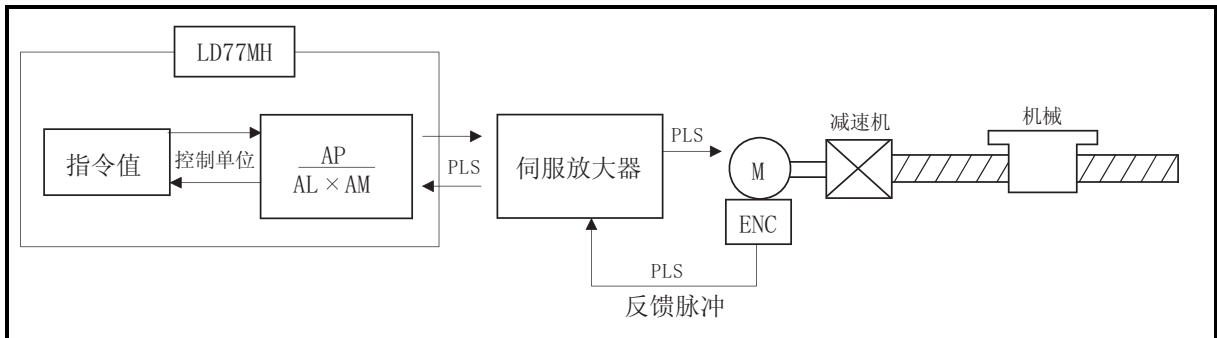 LD77MH
指令值
控制单位
AP
AL × AM
PLS
伺服放大器
PLS
M
ENC
减速机
机械
PLS
反馈脉冲